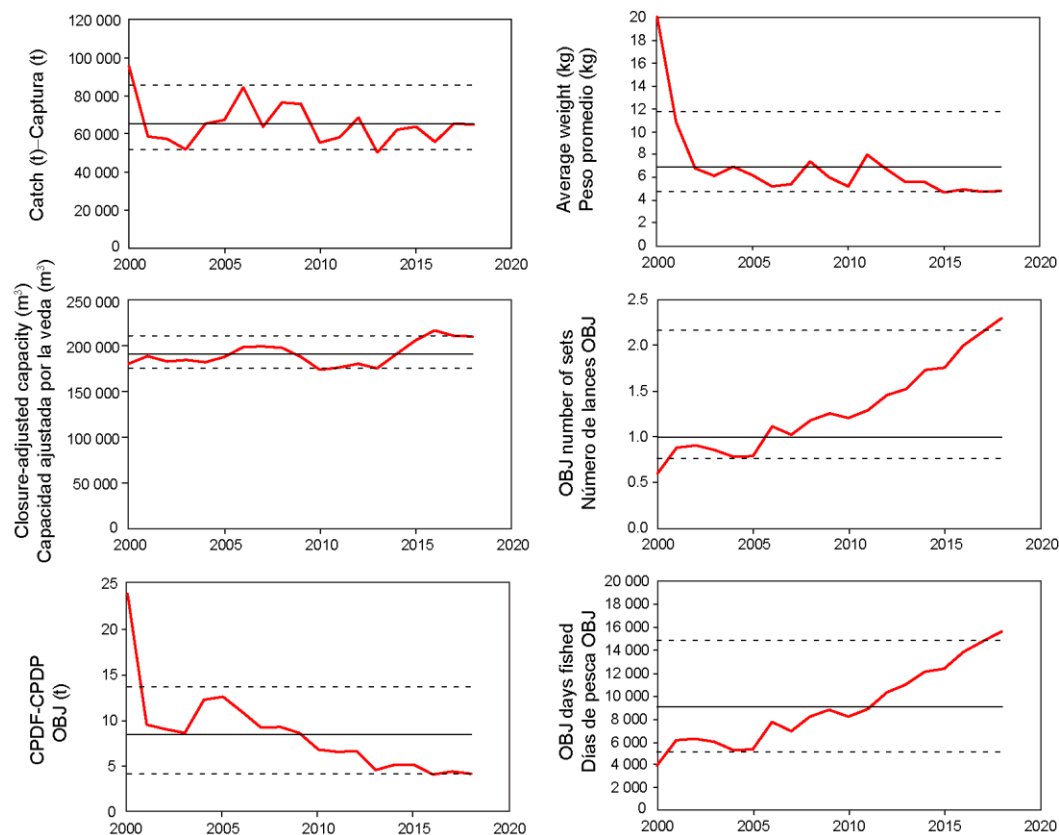 Catch (t)–Captura (t)
120 000
100 000
80 000
60 000
40 000
20 000
0
2000 2005 2010 2015 2020
Average weight (kg)
Peso promedio (kg)
20
18
16
14
12
10
8
6
4
2
0
2000 2005 2010 2015 2020
Closure-adjusted capacity (m³)
Capacidad ajustada por la veda (m³)
250 000
200 000
150 000
100 000
50 000
0
2000 2005 2010 2015 2020
OBJ number of sets
Número de lances OBJ
2.5
2.0
1.5
1.0
0.5
0.0
2000 2005 2010 2015 2020
CPDF-CPDP
OBJ (t)
25
20
15
10
5
0
2000 2005 2010 2015 2020
OBJ days fished
Días de pesca OBJ
20 000
18 000
16 000
14 000
12 000
10 000
8 000
6 000
4 000
2 000
0
2000 2005 2010 2015 2020